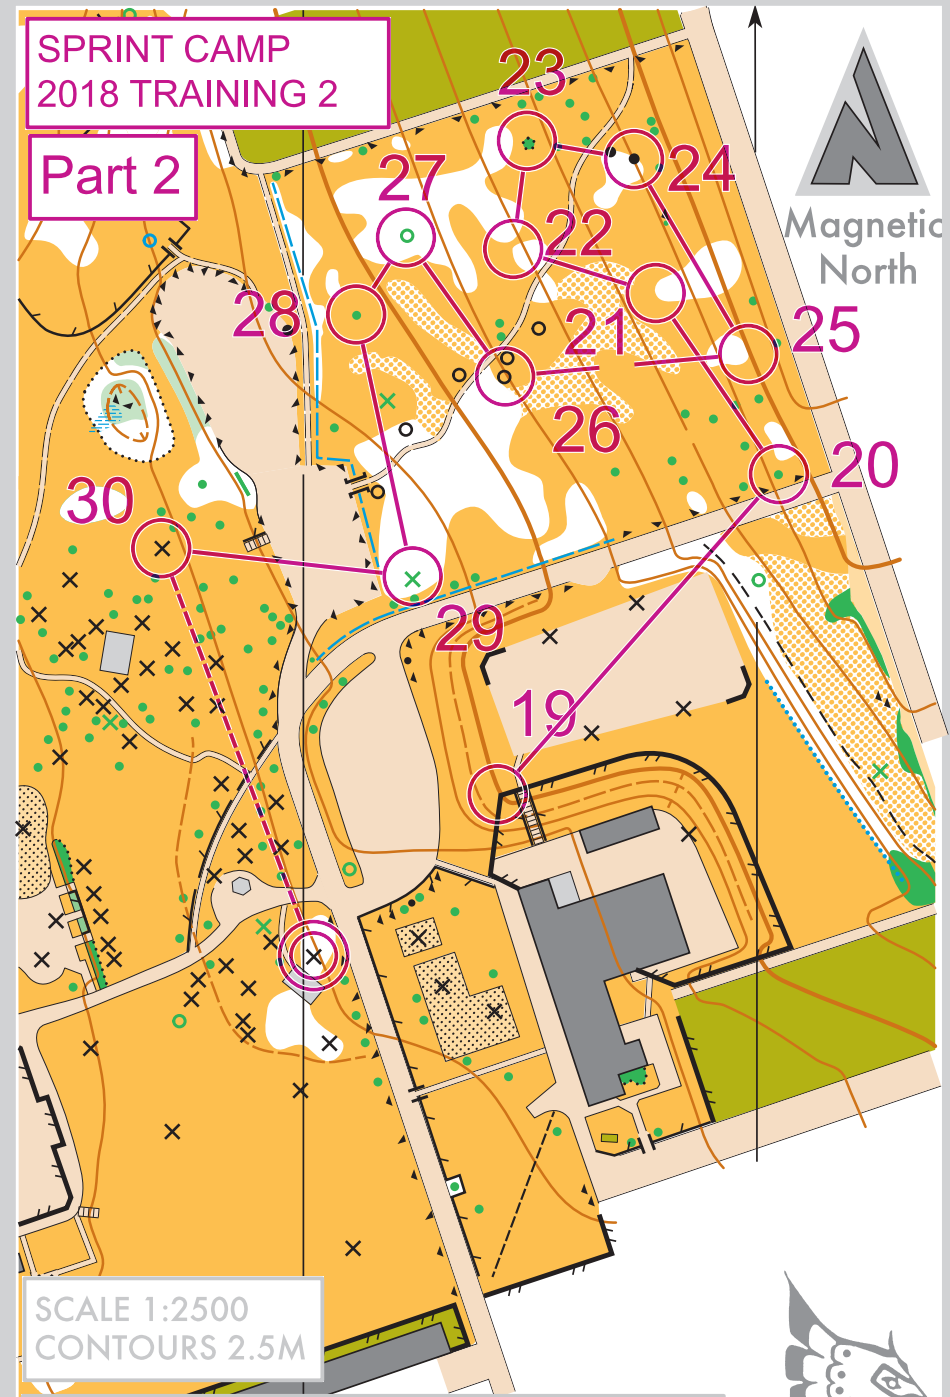 SPRINT CAMP
2018 TRAINING 2
Part 2
23
24
27
22
Magnetic
North
28
21
25
26
20
30
29
19
SCALE 1:2500
CONTOURS 2.5M